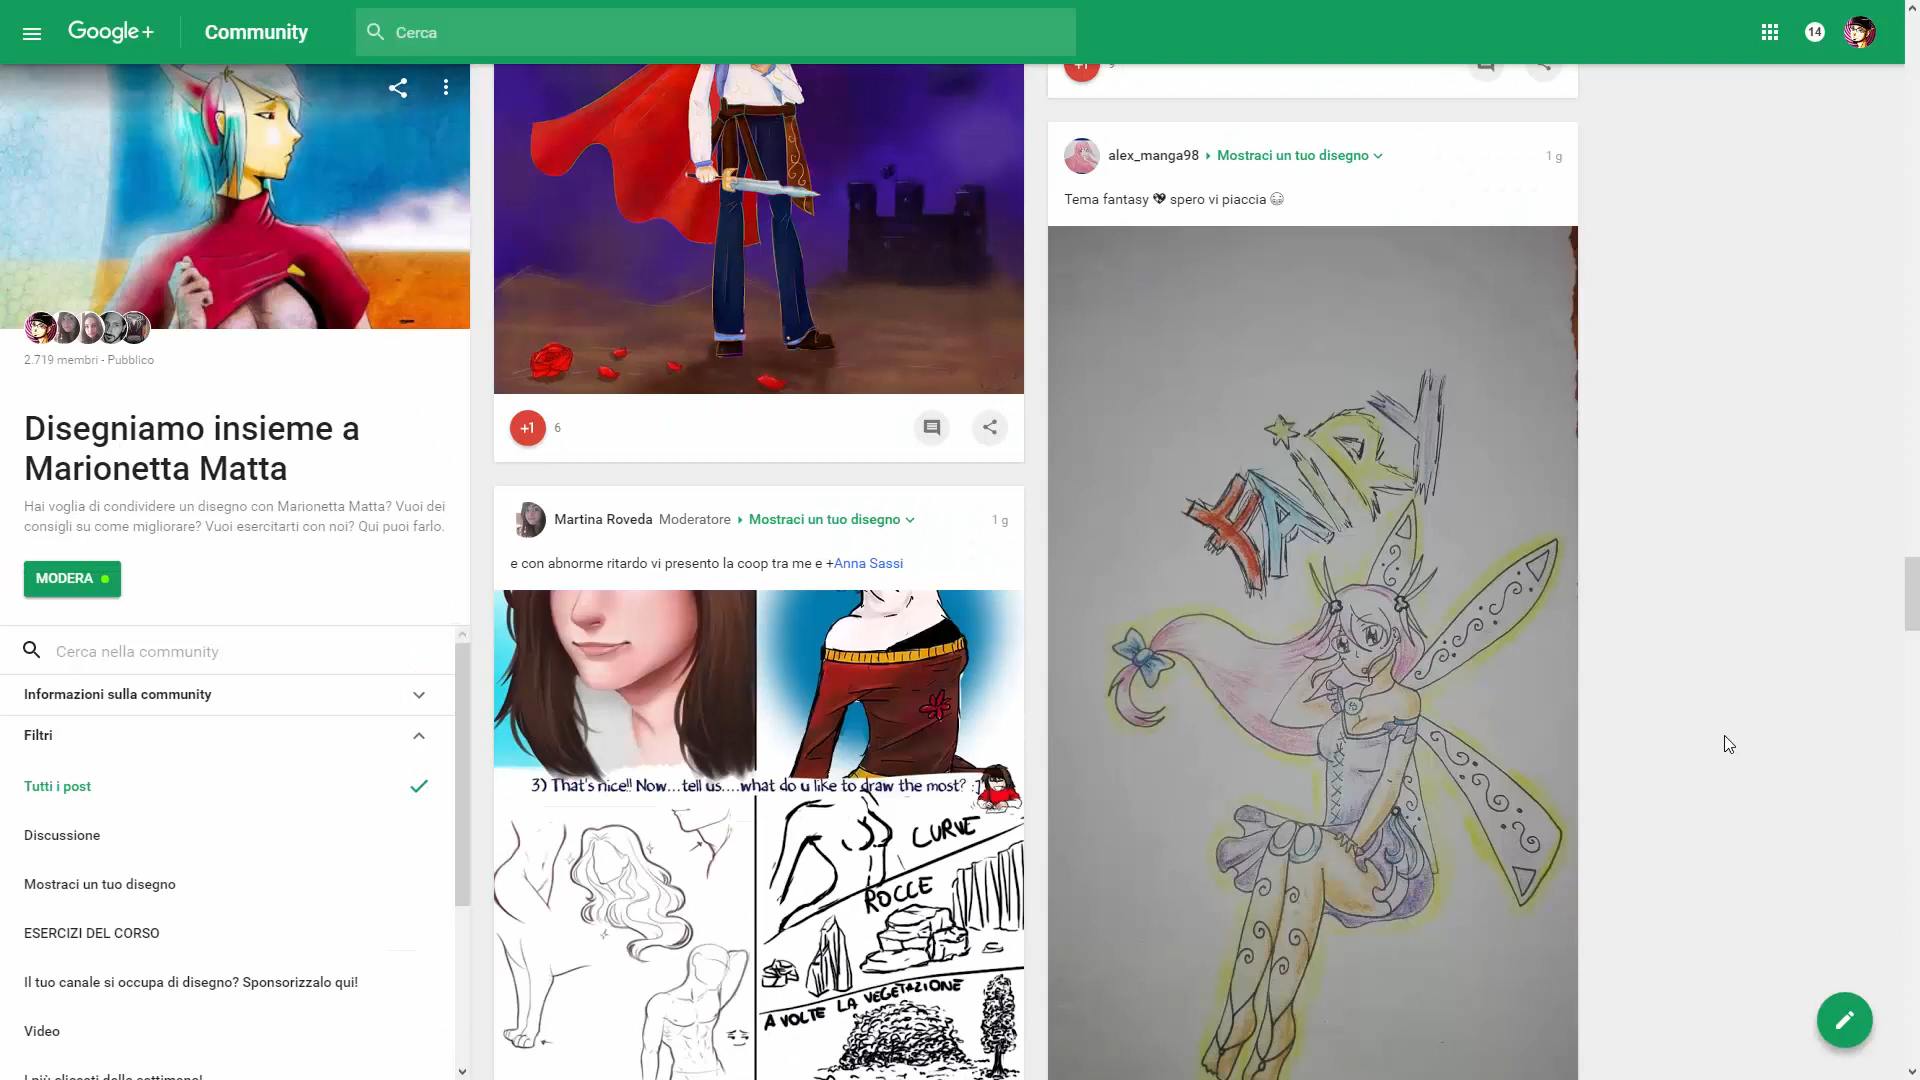 Google+
Community
Cerca
14
2.719 membri - Pubblico
Disegniamo insieme a
Marionetta Matta
Hai voglia di condividere un disegno con Marionetta Matta? Vuoi dei
consigli su come migliorare? Vuoi esercitarti con noi? Qui puoi farlo.
MODERA
Cerca nella community
Informazioni sulla community
Filtri
Tutti i post
Discussione
Mostraci un tuo disegno
ESERCIZI DEL CORSO
Il tuo canale si occupa di disegno? Sponsorizzalo qui!
Video
+1 6
Martina Roveda Moderatore Mostraci un tuo disegno 1 g
e con abnorme ritardo vi presento la coop tra me e +Anna Sassi
3) That's nice!! Now...tell us....what do u like to draw the most? :]
CURVE
ROCCE
A VOLTE LA VEGETAZIONE
+1
alex_manga98 Mostraci un tuo disegno 1 g
Tema fantasy spero vi piaccia